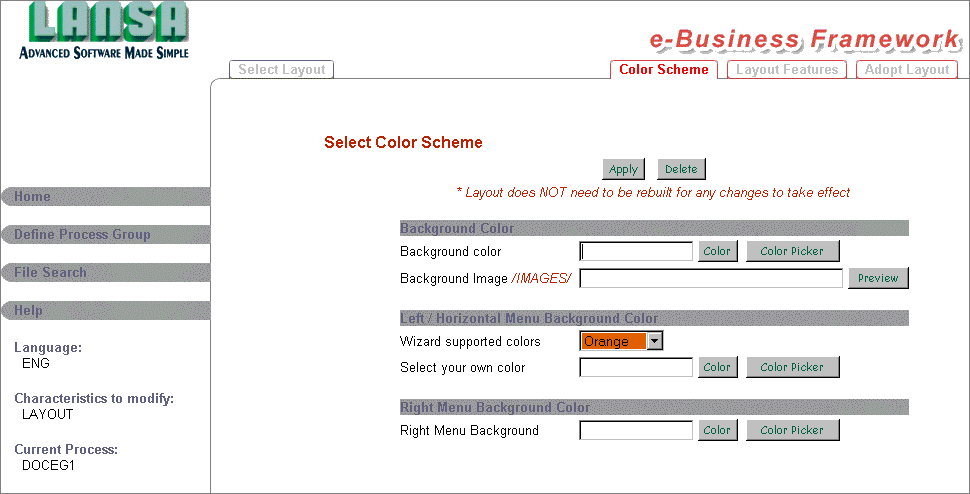 LANSA
ADVANCED SOFTWARE MADE SIMPLE
e-Business Framework
Select Layout
Color Scheme
Layout Features
Adopt Layout
Home
Define Process Group
File Search
Help
Language:
ENG
Characteristics to modify:
LAYOUT
Current Process:
DOCEG1
Select Color Scheme
Apply Delete
* Layout does NOT need to be rebuilt for any changes to take effect
Background Color
Background color Color Color Picker
Background Image /IMAGES/ Preview
Left / Horizontal Menu Background Color
Wizard supported colors Orange
Select your own color Color Color Picker
Right Menu Background Color
Right Menu Background Color Color Picker